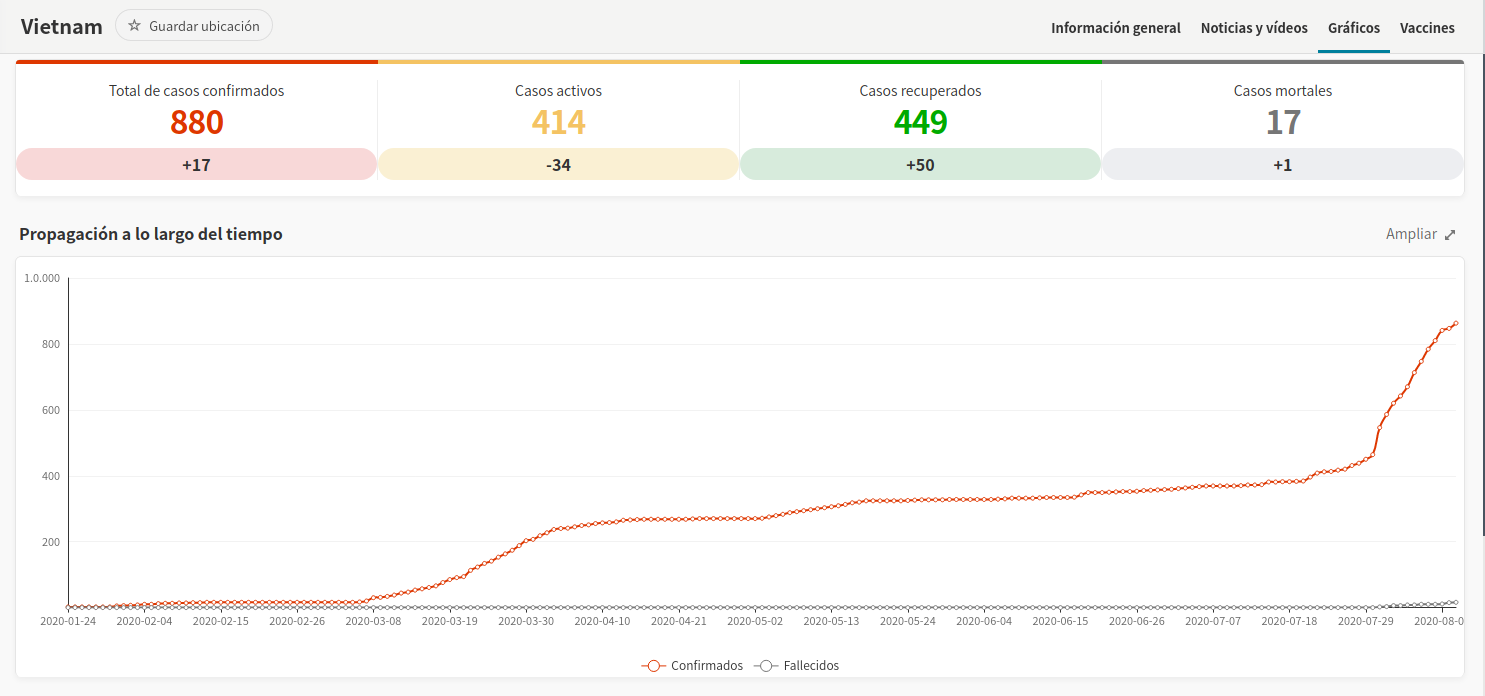 Vietnam ☆ Guardar ubicación Información general Noticias y vídeos Gráficos Vaccines
Total de casos confirmados Casos activos Casos recuperados Casos mortales
880 414 449 17
+17 -34 +50 +1
Propagación a lo largo del tiempo Ampliar
1.0.000
800
600
400
200
2020-01-24 2020-02-04 2020-02-15 2020-02-26 2020-03-08 2020-03-19 2020-03-30 2020-04-10 2020-04-21 2020-05-02 2020-05-13 2020-05-24 2020-06-04 2020-06-15 2020-06-26 2020-07-07 2020-07-18 2020-07-29 2020-08-0
Confirmados Fallecidos